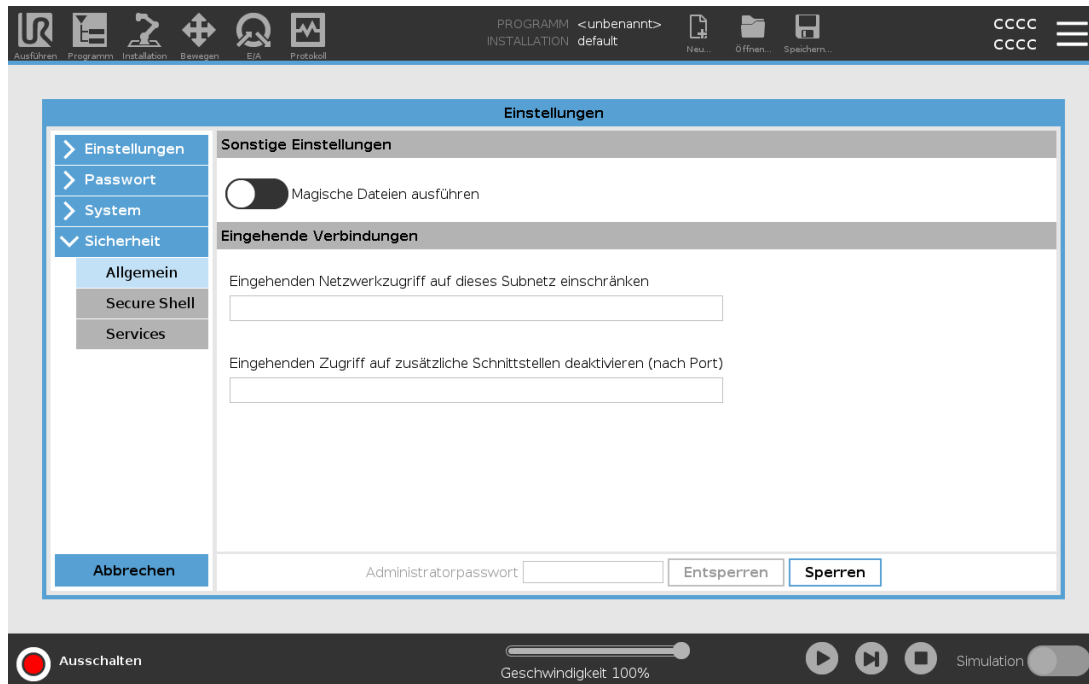 UR
Ausführen Programm Installation Bewegen E/A Protokoll
PROGRAMM <unbenannt>
INSTALLATION default
Neu... Öffnen... Speichern...
CCCC
CCCC
Einstellungen
Einstellungen
Passwort
System
Sicherheit
Allgemein
Secure Shell
Services
Abbrechen
Sonstige Einstellungen
Magische Dateien ausführen
Eingehende Verbindungen
Eingehenden Netzwerkzugriff auf dieses Subnetz einschränken
Eingehenden Zugriff auf zusätzliche Schnittstellen deaktivieren (nach Port)
Administratorpasswort Entsperren Sperren
Ausschalten
Geschwindigkeit 100%
Simulation